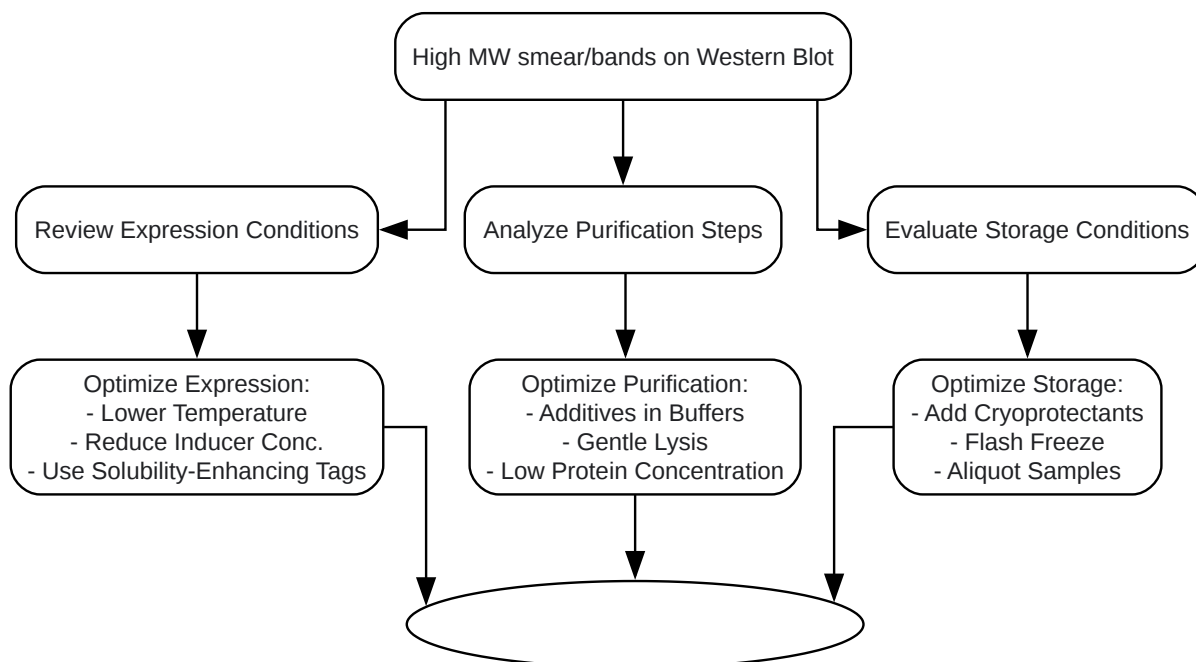 High MW smear/bands on Western Blot
Review Expression Conditions
Analyze Purification Steps
Evaluate Storage Conditions
Optimize Expression:
- Lower Temperature
- Reduce Inducer Conc.
- Use Solubility-Enhancing Tags
Optimize Purification:
- Additives in Buffers
- Gentle Lysis
- Low Protein Concentration
Optimize Storage:
- Add Cryoprotectants
- Flash Freeze
- Aliquot Samples